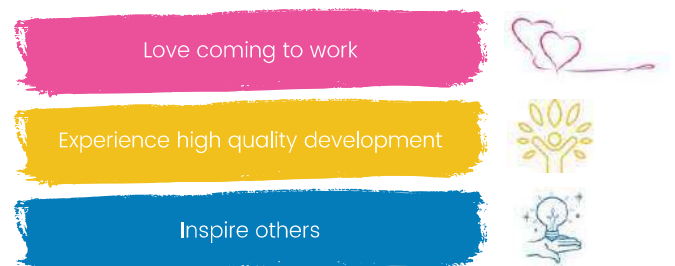 Love coming to work
Experience high quality development
Inspire others